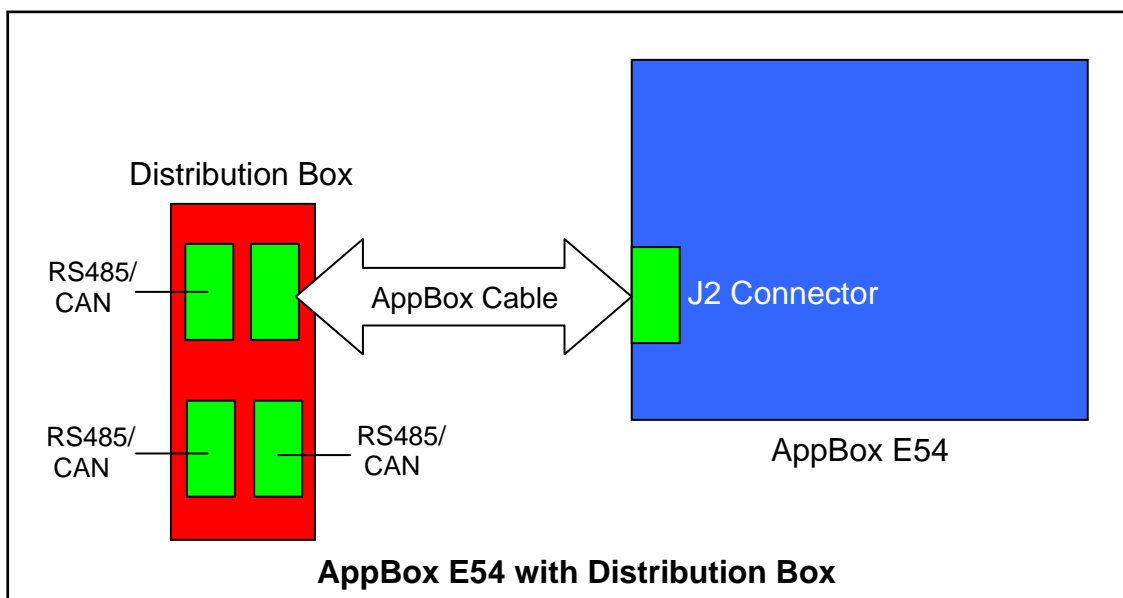 Distribution Box
RS485/
CAN
AppBox Cable
J2 Connector
RS485/
CAN
RS485/
CAN
AppBox E54
AppBox E54 with Distribution Box